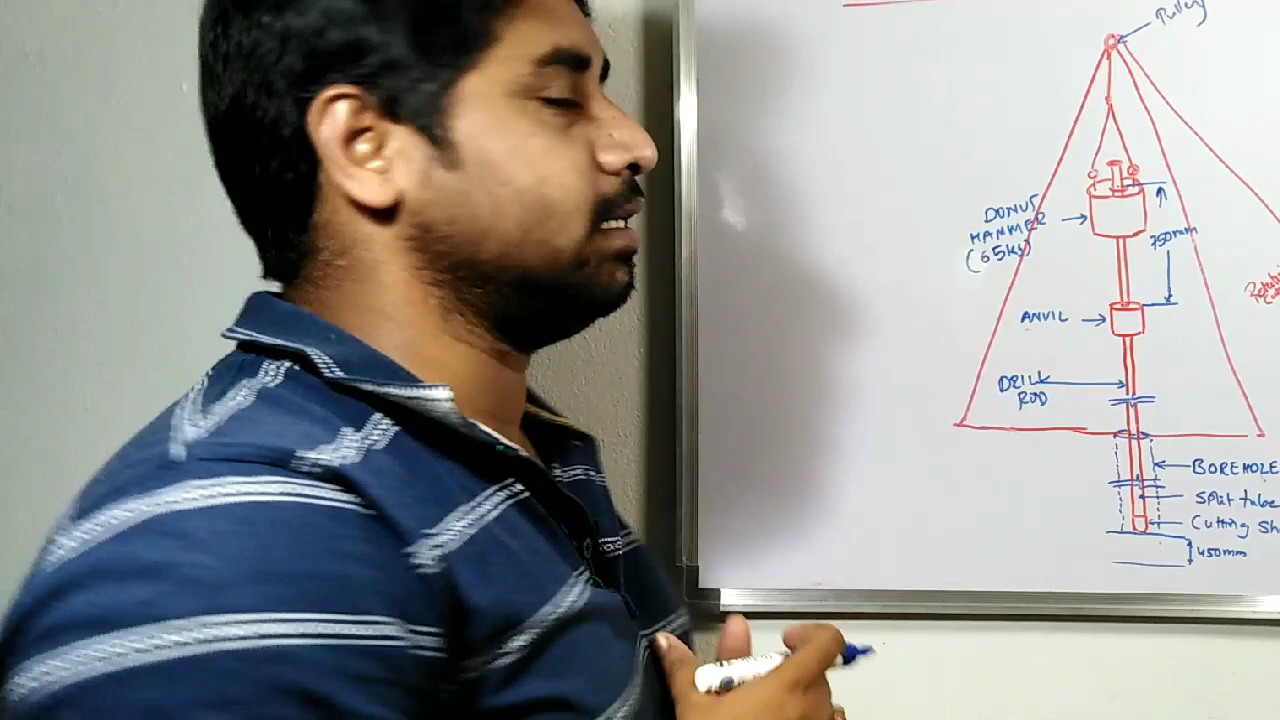 Pulley
DONUT
HAMMER
(65kg)
750mm
ANVIL
DRILL
ROD
BOREHOLE
Split tube
Cutting Sh
450mm